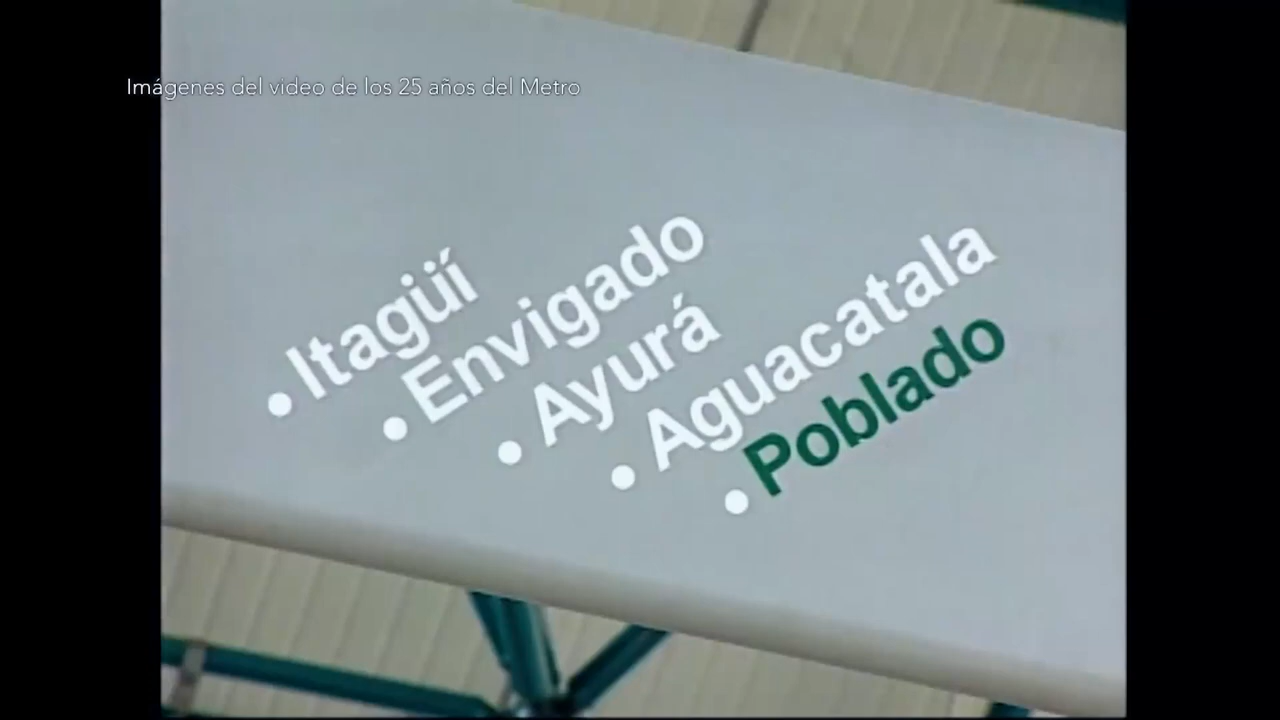 Imágenes del video de los 25 años del Metro
Itagüí
Envigado
Ayurá
Aguacatala
Poblado